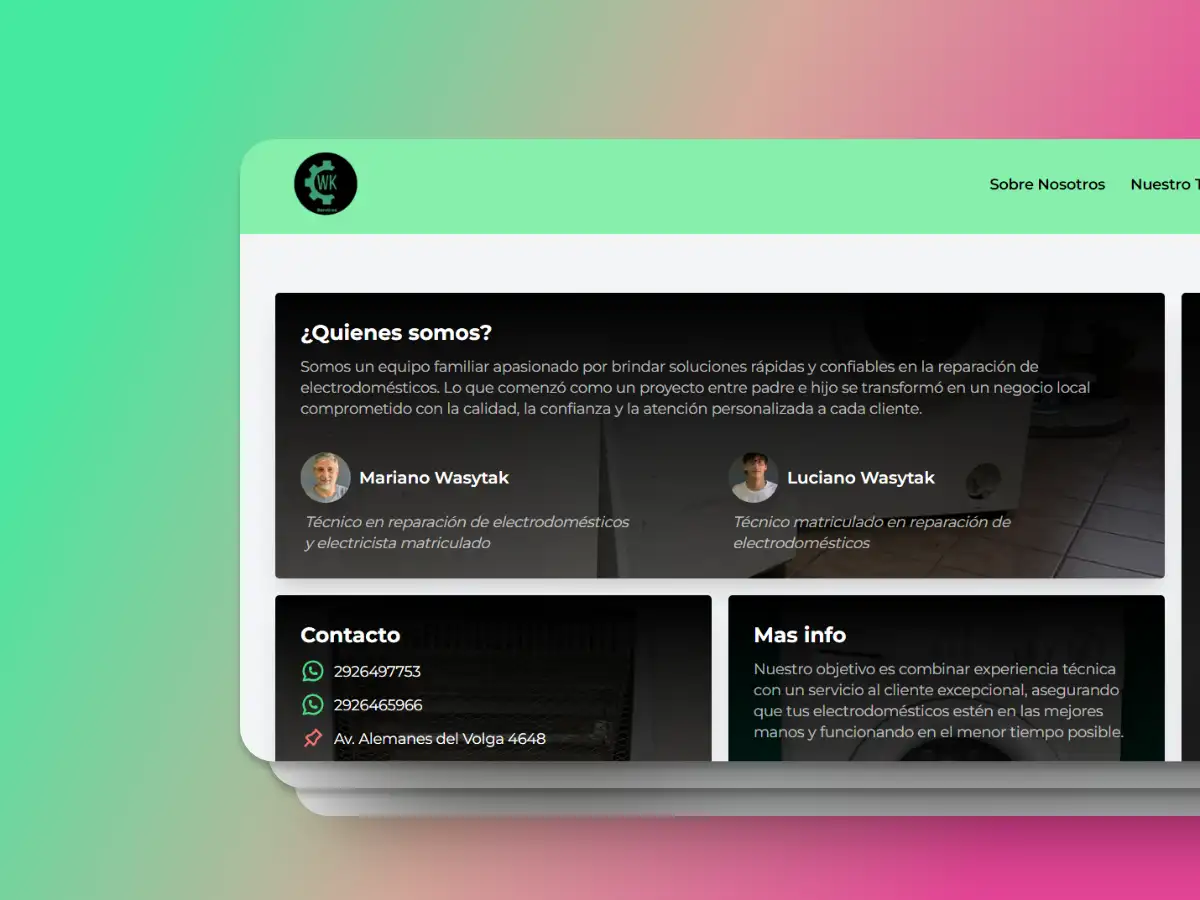 WK
Sobre Nosotros
Nuestro
¿Quienes somos?
Somos un equipo familiar apasionado por brindar soluciones rápidas y confiables en la reparación de
electrodomésticos. Lo que comenzó como un proyecto entre padre e hijo se transformó en un negocio local
comprometido con la calidad, la confianza y la atención personalizada a cada cliente.
Mariano Wasytak
Luciano Wasytak
Técnico en reparación de electrodomésticos
y electricista matriculado
Técnico matriculado en reparación de
electrodomésticos
Contacto
2926497753
2926465966
Av. Alemanes del Volga 4648
Mas info
Nuestro objetivo es combinar experiencia técnica
con un servicio al cliente excepcional, asegurando
que tus electrodomésticos estén en las mejores
manos y funcionando en el menor tiempo posible.